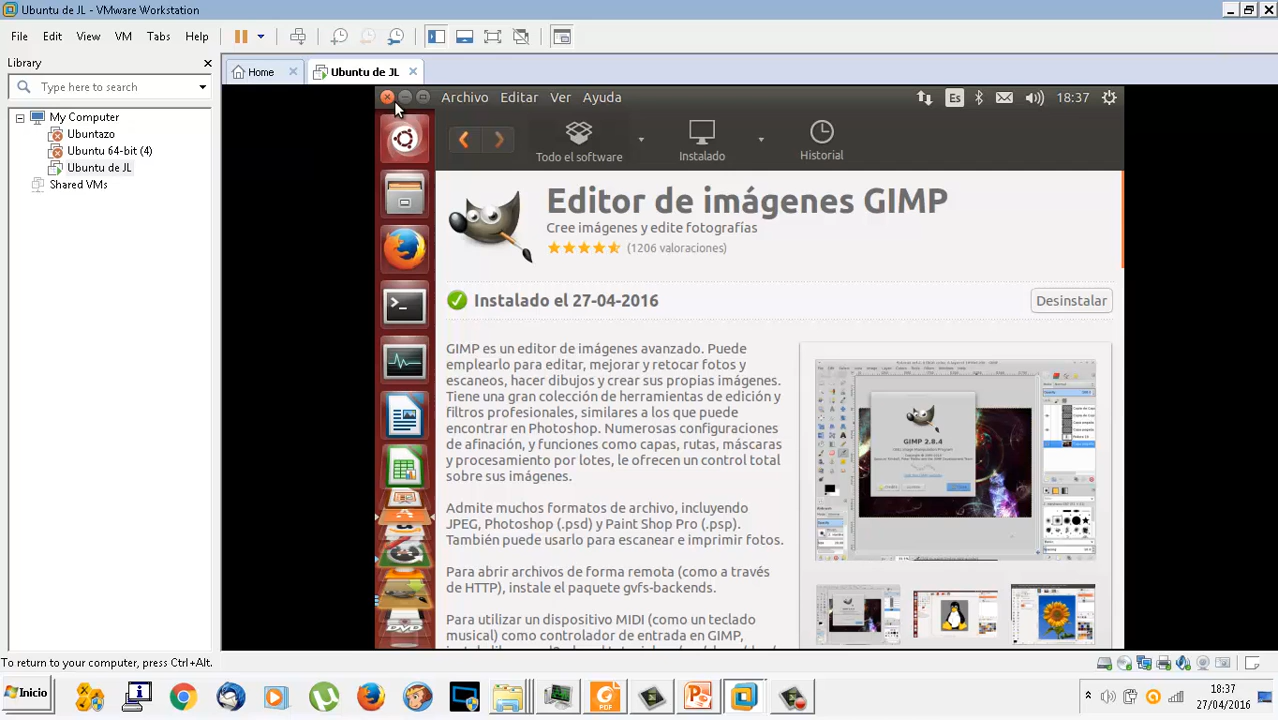 Ubuntu de JL - VMware Workstation
File Edit View VM Tabs Help
Library
Type here to search
My Computer
Ubuntazo
Ubuntu 64-bit (4)
Ubuntu de JL
Shared VMs
Home
Ubuntu de JL
Archivo Editar Ver Ayuda
Es
18:37
Todo el software
Instalado
Historial
Editor de imágenes GIMP
Cree imágenes y edite fotografías
(1206 valoraciones)
Instalado el 27-04-2016
Desinstalar
GIMP es un editor de imágenes avanzado. Puede
emplearlo para editar, mejorar y retocar fotos y
escaneos, hacer dibujos y crear sus propias imágenes.
Tiene una gran colección de herramientas de edición y
filtros profesionales, similares a los que puede
encontrar en Photoshop. Numerosas configuraciones
de afinación, y funciones como capas, rutas, máscaras
y procesamiento por lotes, le ofrecen un control total
sobre sus imágenes.
Admite muchos formatos de archivo, incluyendo
JPEG, Photoshop (.psd) y Paint Shop Pro (.psp).
También puede usarlo para escanear e imprimir fotos.
Para abrir archivos de forma remota (como a través
de HTTP), instale el paquete gvfs-backends.
Para utilizar un dispositivo MIDI (como un teclado
musical) como controlador de entrada en GIMP,
GIMP 2.8.4
DVD
To return to your computer, press Ctrl+Alt.
Inicio
PDF
18:37
27/04/2016